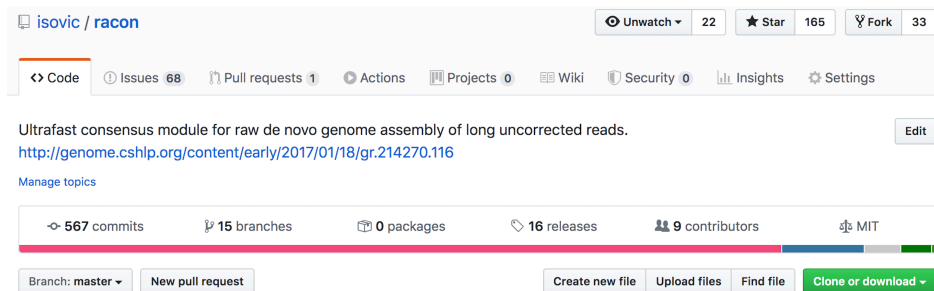 isovic / racon Unwatch 22 Star 165 Fork 33
Code Issues 68 Pull requests 1 Actions Projects 0 Wiki Security 0 Insights Settings
Ultrafast consensus module for raw de novo genome assembly of long uncorrected reads. Edit
http://genome.cshlp.org/content/early/2017/01/18/gr.214270.116
Manage topics
567 commits 15 branches 0 packages 16 releases 9 contributors MIT
Branch: master New pull request Create new file Upload files Find file Clone or download